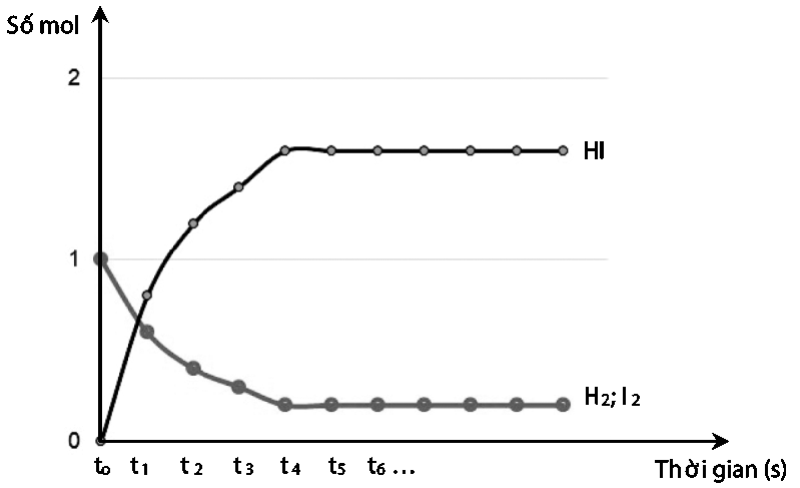 Số mol
2
HI
1
H₂; I₂
0
t₀ t₁ t₂ t₃ t₄ t₅ t₆ ...
Thời gian (s)